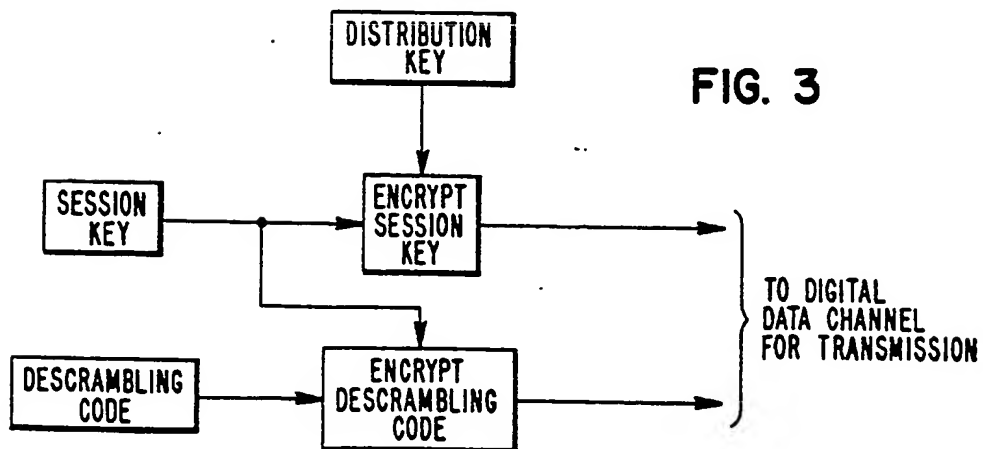 DISTRIBUTION
KEY
FIG. 3
SESSION
KEY
ENCRYPT
SESSION
KEY
TO DIGITAL
DATA CHANNEL
FOR TRANSMISSION
DESCRAMBLING
CODE
ENCRYPT
DESCRAMBLING
CODE